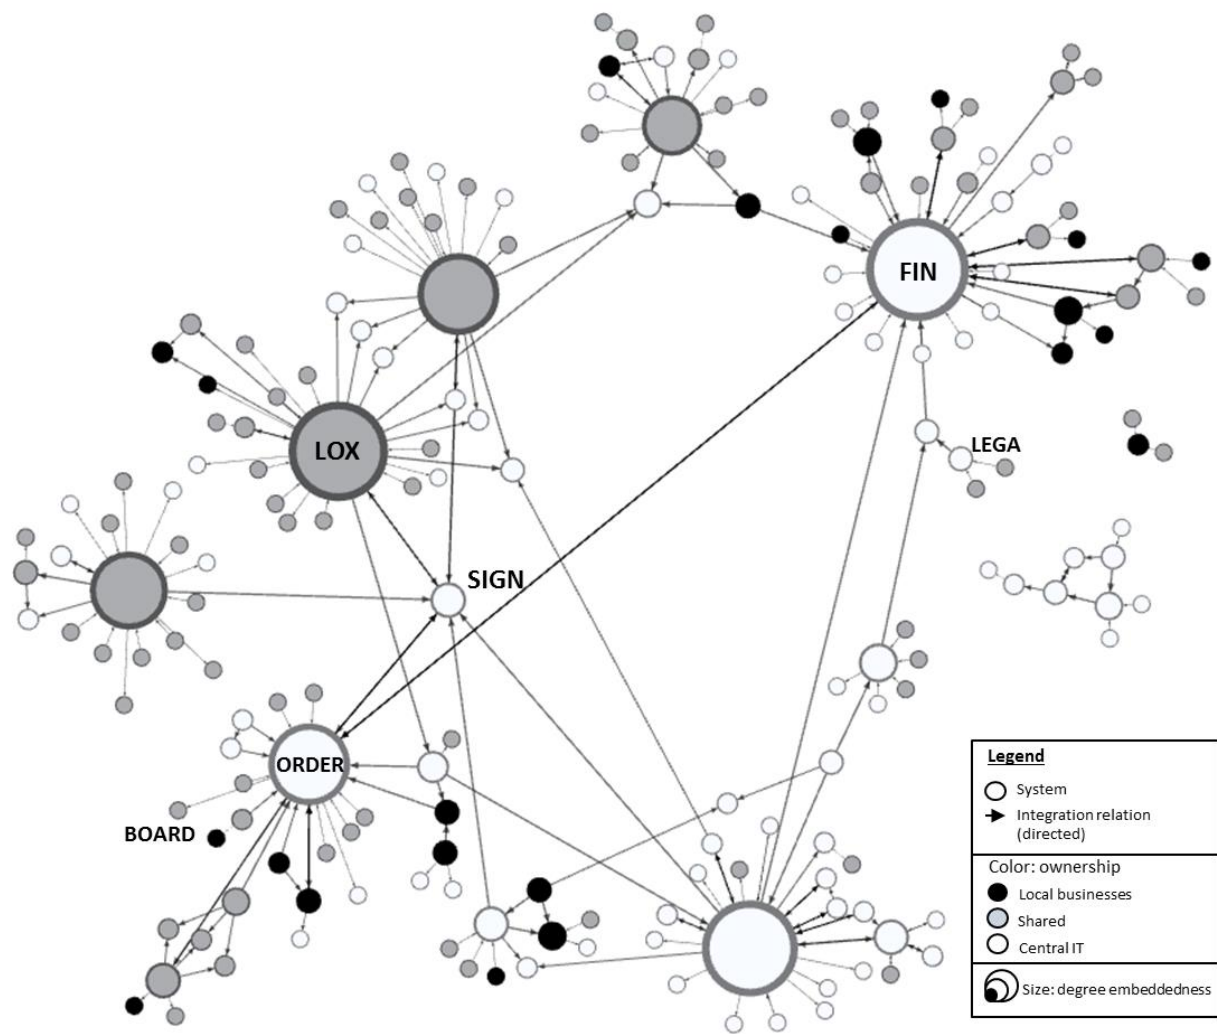 FIN
LOX
LEGA
SIGN
ORDER
BOARD
Legend
System
Integration relation
(directed)
Color: ownership
Local businesses
Shared
Central IT
Size: degree embeddedness